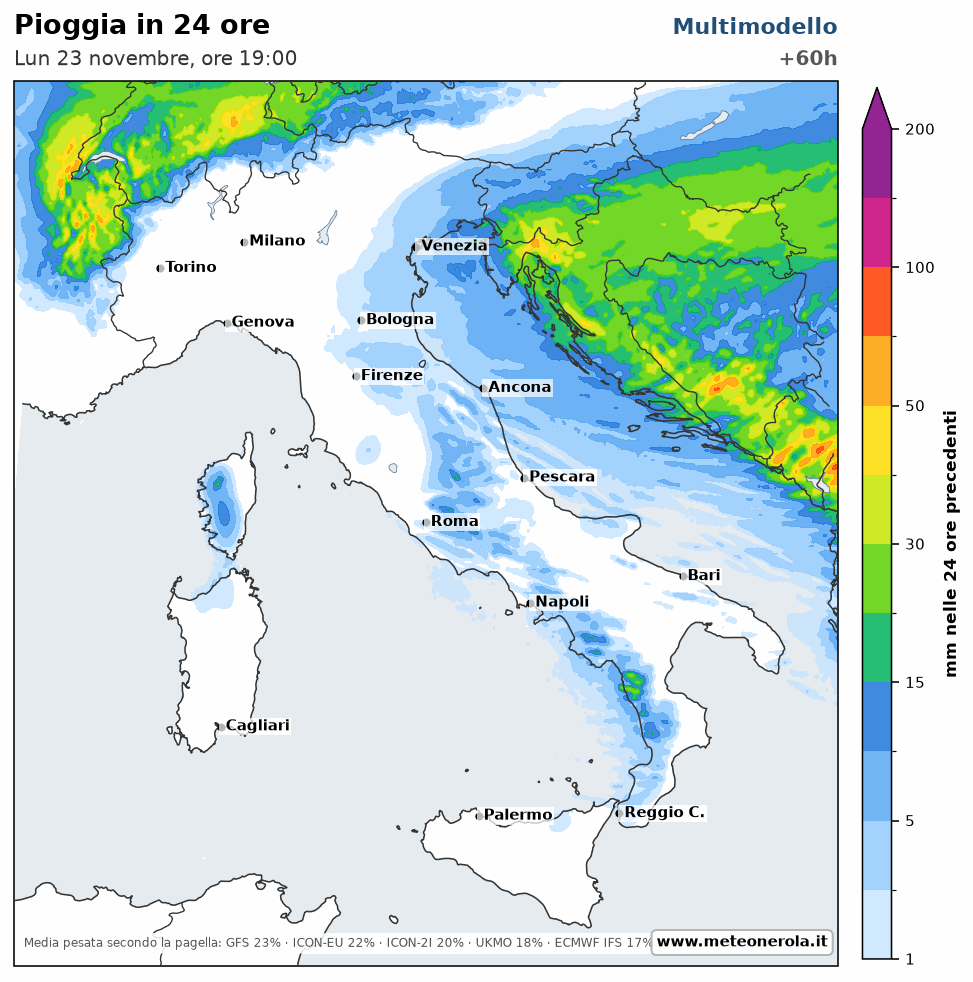 Pioggia in 24 ore
Multimodello
Lun 23 novembre, ore 19:00
+60h
200
100
50
30
15
5
1
mm nelle 24 ore precedenti
Venezia
Milano
Torino
Genova
Bologna
Firenze
Ancona
Pescara
Roma
Bari
Napoli
Cagliari
Palermo
Reggio C.
Media pesata secondo la pagella: GFS 23% · ICON-EU 22% · ICON-2I 20% · UKMO 18% · ECMWF IFS 17%
www.meteonerola.it